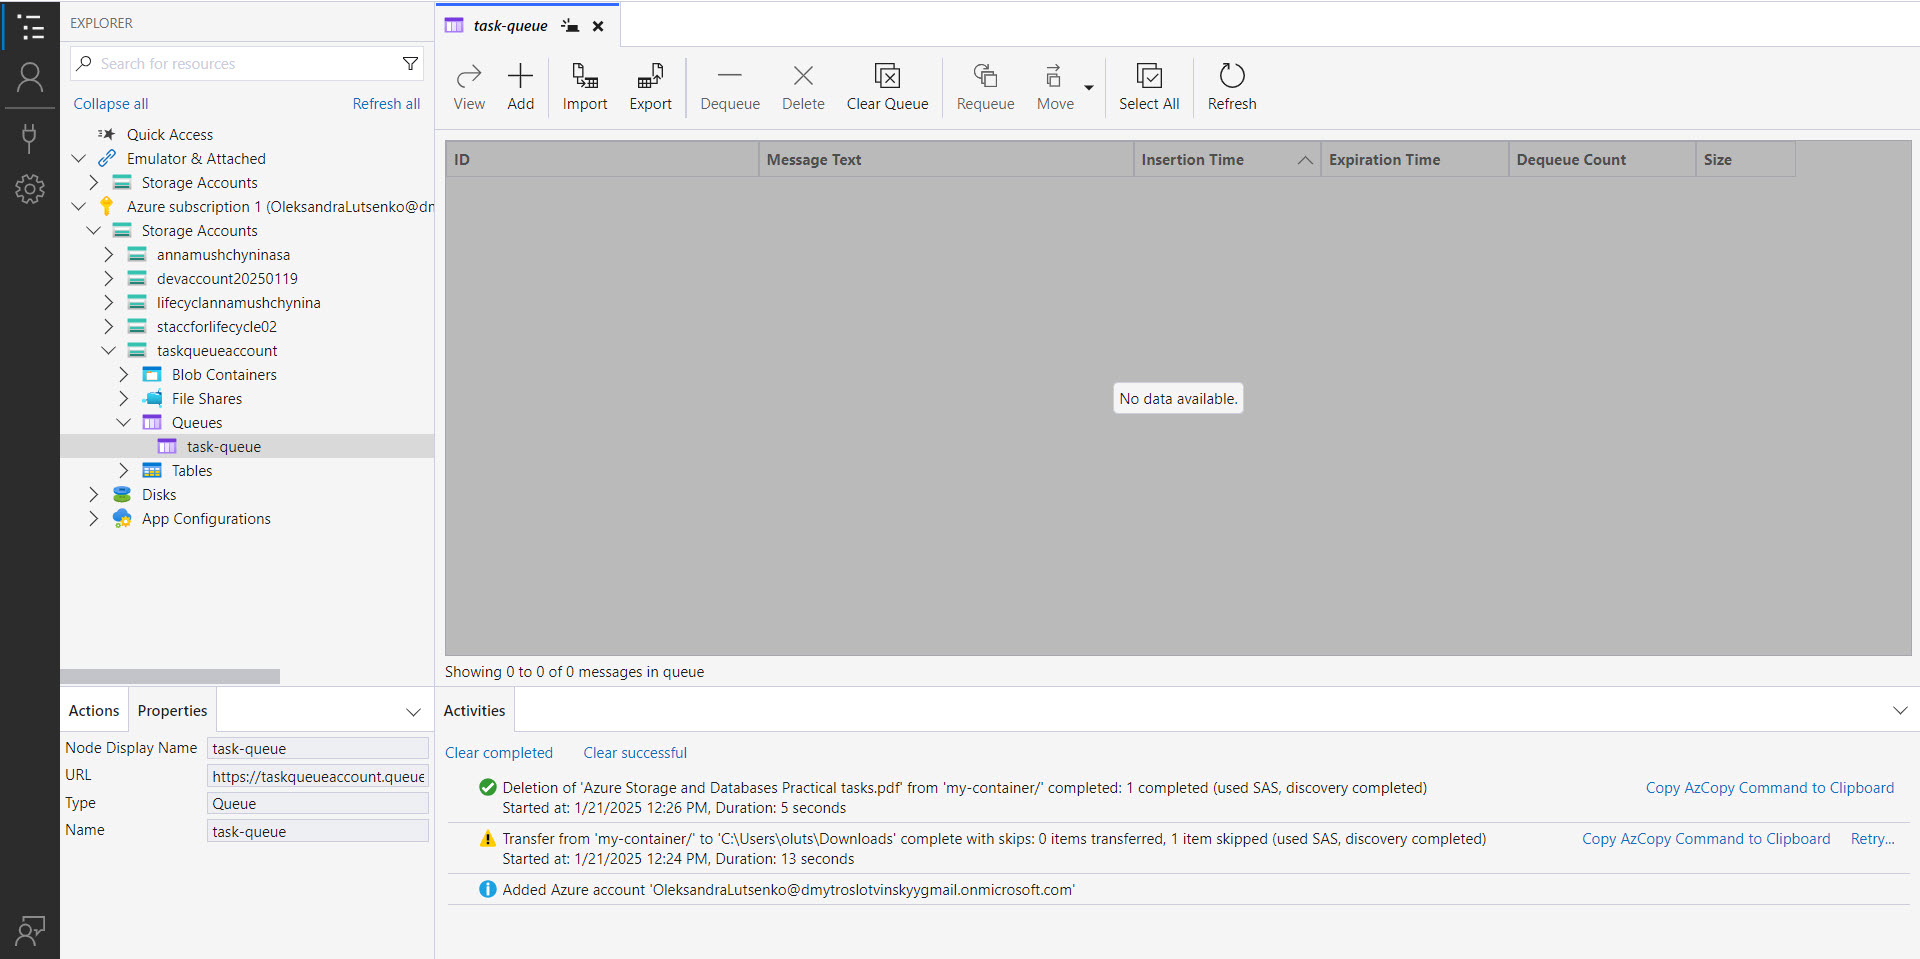 EXPLORER
Search for resources
Collapse all
Refresh all
Quick Access
Emulator & Attached
Storage Accounts
Azure subscription 1 (OleksandraLutsenko@dm
Storage Accounts
annamushchyninasa
devaccount20250119
lifecyclannamushchynina
staccforlifecycle02
taskqueueaccount
Blob Containers
File Shares
Queues
task-queue
Tables
Disks
App Configurations
Actions
Properties
Node Display Name task-queue
URL https://taskqueueaccount.queue
Type Queue
Name task-queue
task-queue
View
Add
Import
Export
Dequeue
Delete
Clear Queue
Requeue
Move
Select All
Refresh
ID Message Text Insertion Time Expiration Time Dequeue Count Size
No data available.
Showing 0 to 0 of 0 messages in queue
Activities
Clear completed
Clear successful
Deletion of 'Azure Storage and Databases Practical tasks.pdf' from 'my-container/' completed: 1 completed (used SAS, discovery completed)
Copy AzCopy Command to Clipboard
Started at: 1/21/2025 12:26 PM, Duration: 5 seconds
Transfer from 'my-container/' to 'C:\Users\oluts\Downloads' complete with skips: 0 items transferred, 1 item skipped (used SAS, discovery completed)
Copy AzCopy Command to Clipboard
Retry...
Started at: 1/21/2025 12:24 PM, Duration: 13 seconds
Added Azure account 'OleksandraLutsenko@dmytroslotvinskyygmail.onmicrosoft.com'